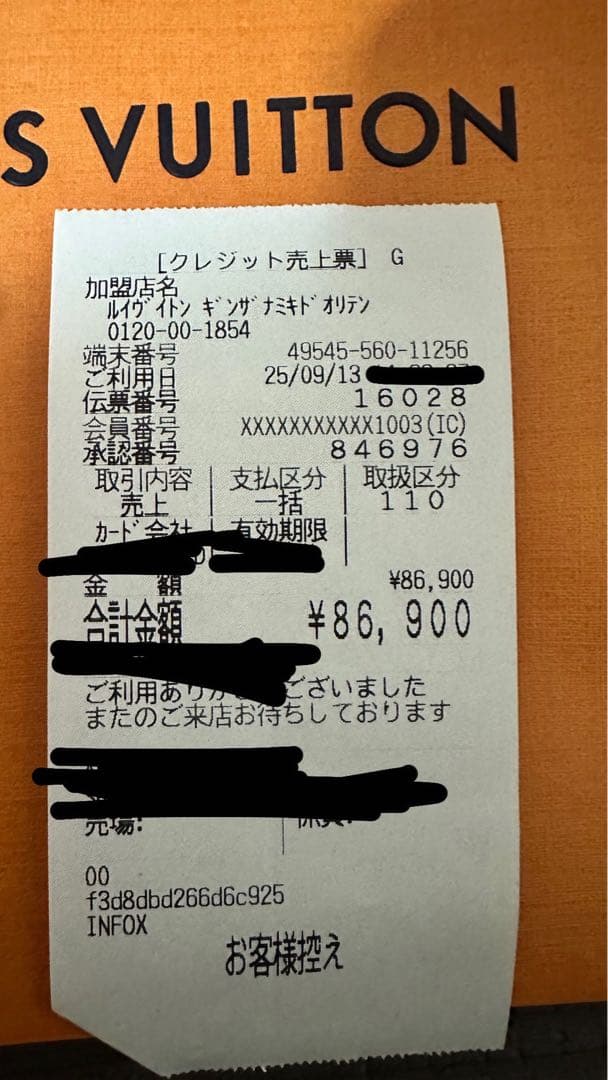 S VUITTON
[クレジット売上票] G
加盟店名
ルイヴイトン ギンザナミキドオリテン
0120-00-1854
端末番号 49545-560-11256
ご利用日 25/09/13
伝票番号 16028
会員番号 XXXXXXXXXXX1003(IC)
承認番号 846976
取引内容 支払区分 取扱区分
売上 一括 110
カード会社 有効期限
金 額 ¥86,900
合計金額 ¥86,900
ご利用あり ございました
またのご来店お待ちしております
売場:
00
f3d8dbd266d6c925
INFOX
お客様控え